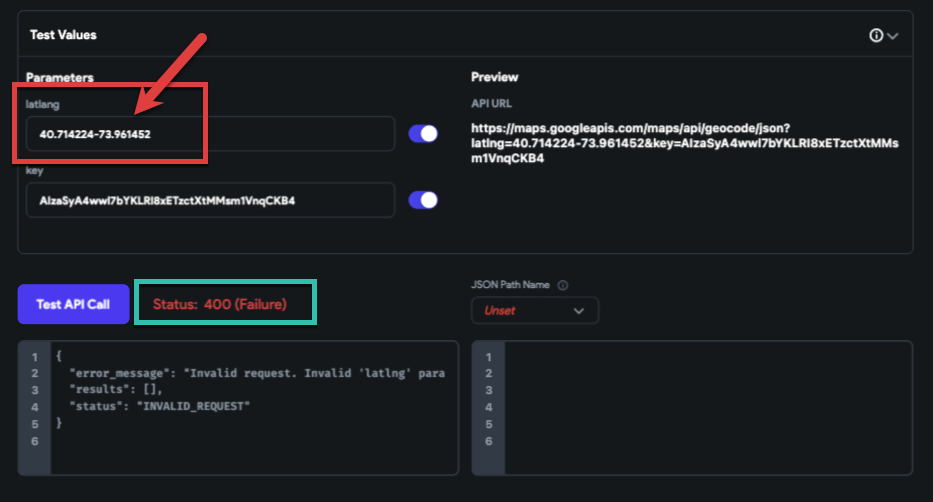 Test Values
Parameters
latlang
40.714224-73.961452
key
AIzaSyA4wwl7bYKLRI8xETzctXtMMsm1VnqCKB4
Preview
API URL
https://maps.googleapis.com/maps/api/geocode/json?
latlng=40.714224-73.961452&key=AIzaSyA4wwl7bYKLRI8xETzctXtMMs
m1VnqCKB4
Test API Call
Status: 400 (Failure)
JSON Path Name
Unset
1 {
2 "error_message": "Invalid request. Invalid 'latlng' para
3 "results": [],
4 "status": "INVALID_REQUEST"
5 }
6
1
2
3
4
5
6